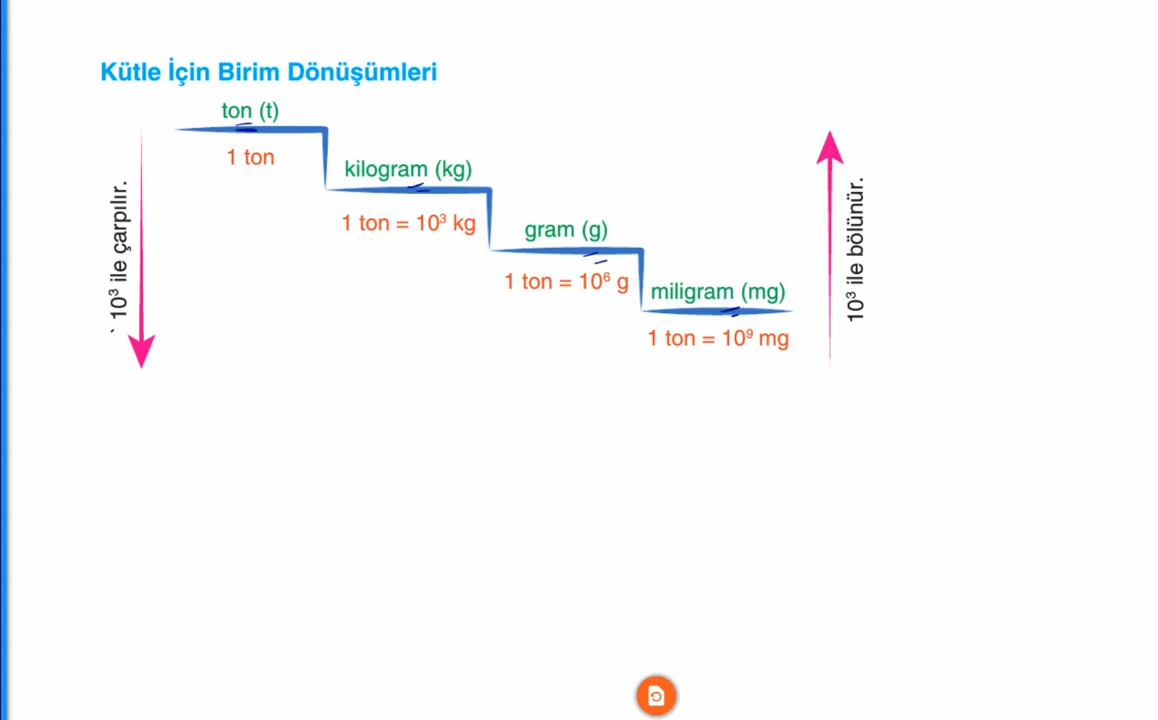 Kütle İçin Birim Dönüşümleri
ton (t)
1 ton
kilogram (kg)
1 ton = 10³ kg
gram (g)
1 ton = 10⁶ g
miligram (mg)
1 ton = 10⁹ mg
10³ ile çarpılır.
10³ ile bölünür.